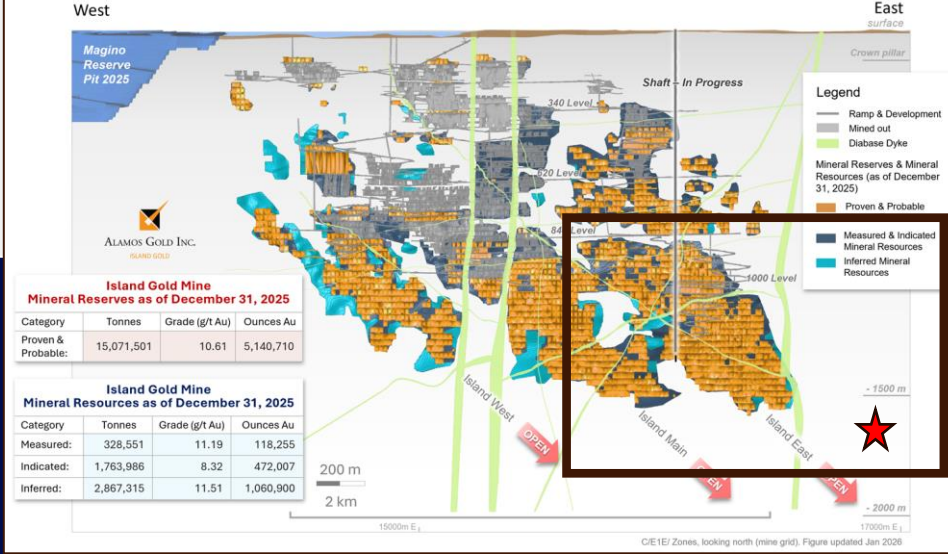 West
East
surface
Magino
Reserve
Pit 2025
Crown pillar
Shaft – In Progress
340 Level
620 Level
840 Level
1000 Level
Legend
Ramp & Development
Mined out
Diabase Dyke
Mineral Reserves & Mineral
Resources (as of December
31, 2025)
Proven & Probable
Measured & Indicated
Mineral Resources
Inferred Mineral
Resources
ALAMOS GOLD INC.
ISLAND GOLD
Island Gold Mine
Mineral Reserves as of December 31, 2025
Category Tonnes Grade (g/t Au) Ounces Au
Proven &
Probable: 15,071,501 10.61 5,140,710
Island Gold Mine
Mineral Resources as of December 31, 2025
Category Tonnes Grade (g/t Au) Ounces Au
Measured: 328,551 11.19 118,255
Indicated: 1,763,986 8.32 472,007
Inferred: 2,867,315 11.51 1,060,900
Island West
Island Main
Island East
OPEN
OPEN
OPEN
- 1500 m
- 2000 m
200 m
2 km
15000m E
17000m E
C/E1E/ Zones, looking north (mine grid). Figure updated Jan 2026